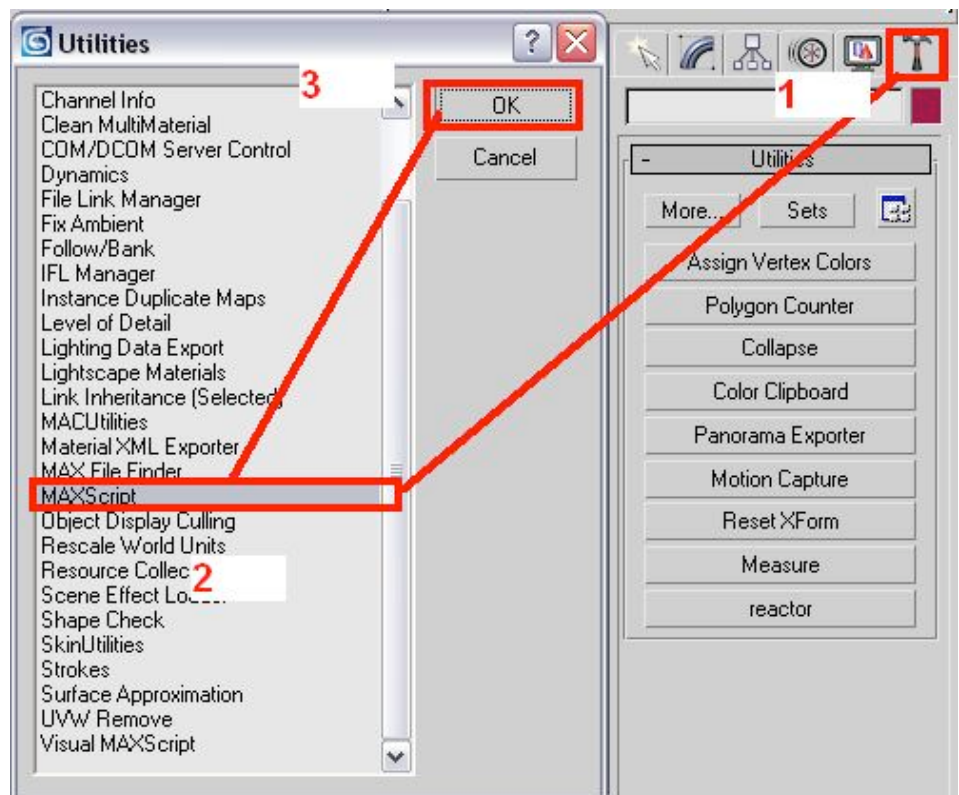 Utilities
3
Channel Info
Clean MultiMaterial
COM/DCOM Server Control
Dynamics
File Link Manager
Fix Ambient
Follow/Bank
IFL Manager
Instance Duplicate Maps
Level of Detail
Lighting Data Export
Lightscape Materials
Link Inheritance (Selected)
MACUtilities
Material XML Exporter
MAX File Finder
MAXScript
Object Display Culling
Rescale World Units
Resource Collec
2
Scene Effect
Shape Check
SkinUtilities
Strokes
Surface Approximation
UVW Remove
Visual MAXScript
OK
Cancel
1
- Utilities
More... Sets
Assign Vertex Colors
Polygon Counter
Collapse
Color Clipboard
Panorama Exporter
Motion Capture
Reset XForm
Measure
reactor